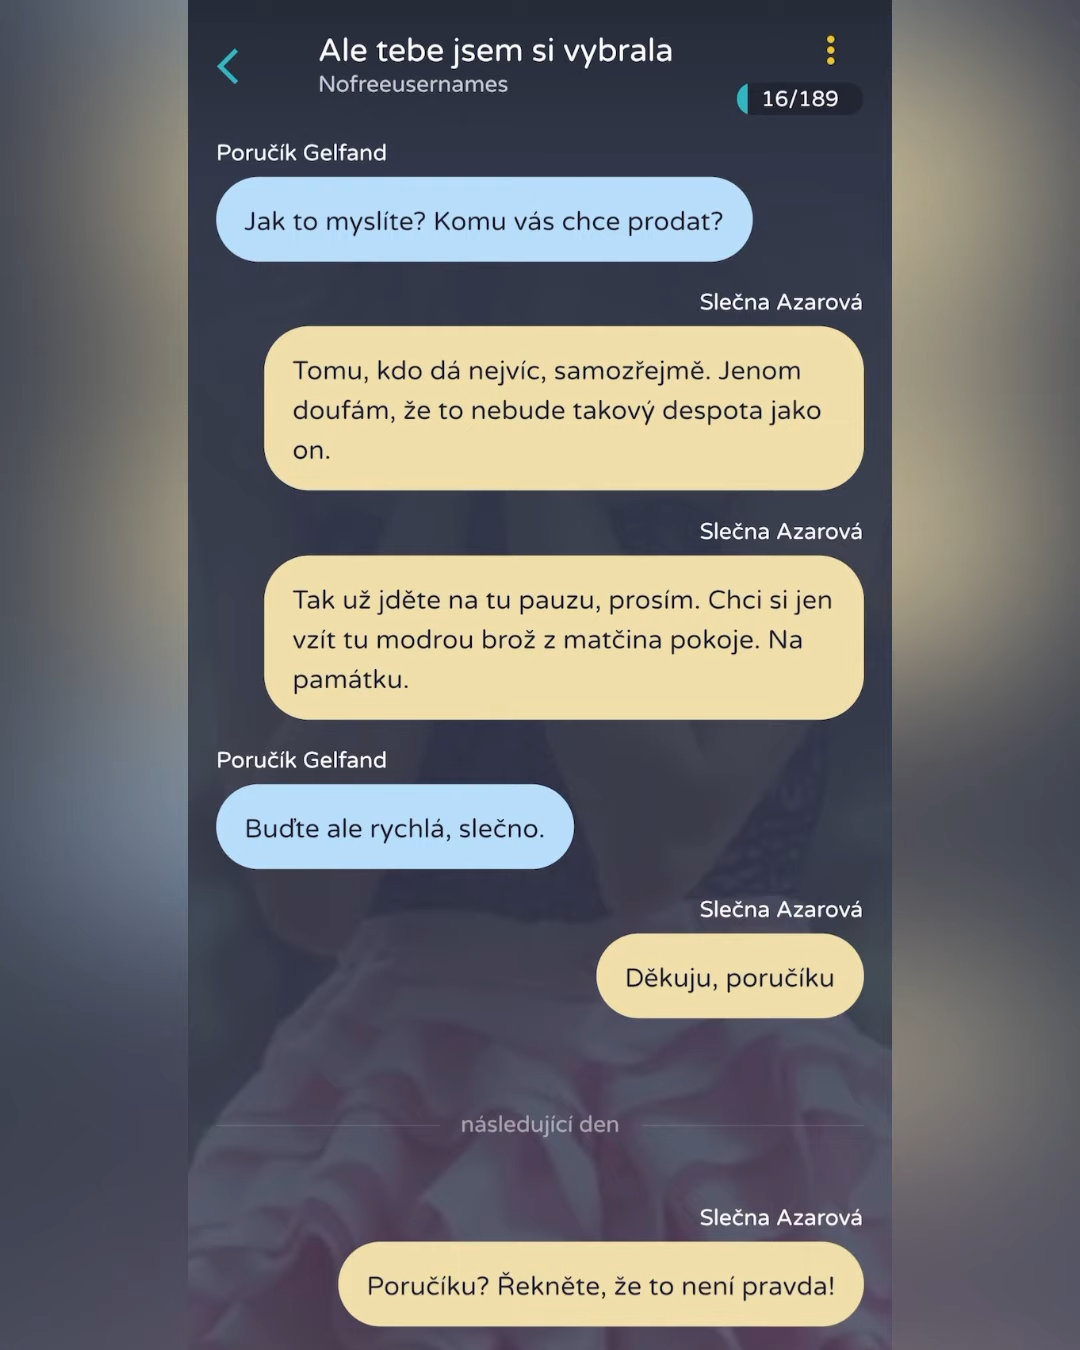 Ale tebe jsem si vybrala
Nofreeusernames
16/189
Poručík Gelfand
Jak to myslíte? Komu vás chce prodat?
Slečna Azarová
Tomu, kdo dá nejvíc, samozřejmě. Jenom
doufám, že to nebude takový despota jako
on.
Slečna Azarová
Tak už jděte na tu pauzu, prosím. Chci si jen
vzít tu modrou brož z matčina pokoje. Na
památku.
Poručík Gelfand
Buďte ale rychlá, slečno.
Slečna Azarová
Děkuju, poručíku
následující den
Slečna Azarová
Poručíku? Řekněte, že to není pravda!